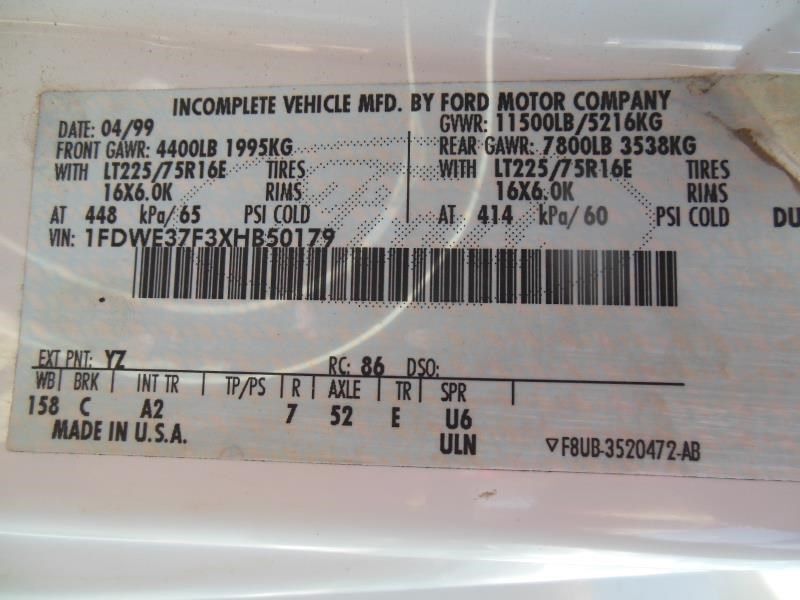 INCOMPLETE VEHICLE MFD. BY FORD MOTOR COMPANY
DATE: 04/99 GVWR: 11500LB/5216KG
FRONT GAWR: 4400LB 1995KG REAR GAWR: 7800LB 3538KG
WITH LT225/75R16E TIRES WITH LT225/75R16E TIRES
16X6.0K RIMS 16X6.0K RIMS
AT 448 kPa/65 PSI COLD AT 414 kPa/60 PSI COLD DU
VIN: 1FDWE37F3XHB50179
EXT PNT: YZ RC: 86 DSO:
WB BRK INT TR TP/PS R AXLE TR SPR
158 C A2 7 52 E U6
MADE IN U.S.A. ULN F8UB-3520472-AB